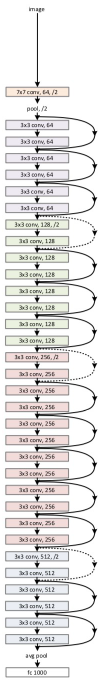 image
7x7 conv, 64, /2
pool, /2
3x3 conv, 64
3x3 conv, 64
3x3 conv, 64
3x3 conv, 64
3x3 conv, 64
3x3 conv, 64
3x3 conv, 128, /2
3x3 conv, 128
3x3 conv, 128
3x3 conv, 128
3x3 conv, 128
3x3 conv, 128
3x3 conv, 128
3x3 conv, 128
3x3 conv, 256, /2
3x3 conv, 256
3x3 conv, 256
3x3 conv, 256
3x3 conv, 256
3x3 conv, 256
3x3 conv, 256
3x3 conv, 256
3x3 conv, 256
3x3 conv, 256
3x3 conv, 256
3x3 conv, 256
3x3 conv, 512, /2
3x3 conv, 512
3x3 conv, 512
3x3 conv, 512
3x3 conv, 512
3x3 conv, 512
avg pool
fc 1000